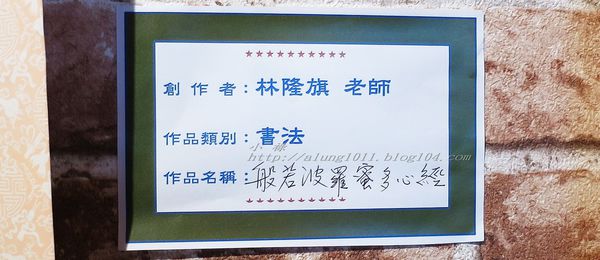 ★★★★★★★★★★
創作者：林隆旗 老師
作品類別：書法
小
http://alung1011.blog104.com
作品名稱：般若波羅蜜多心經